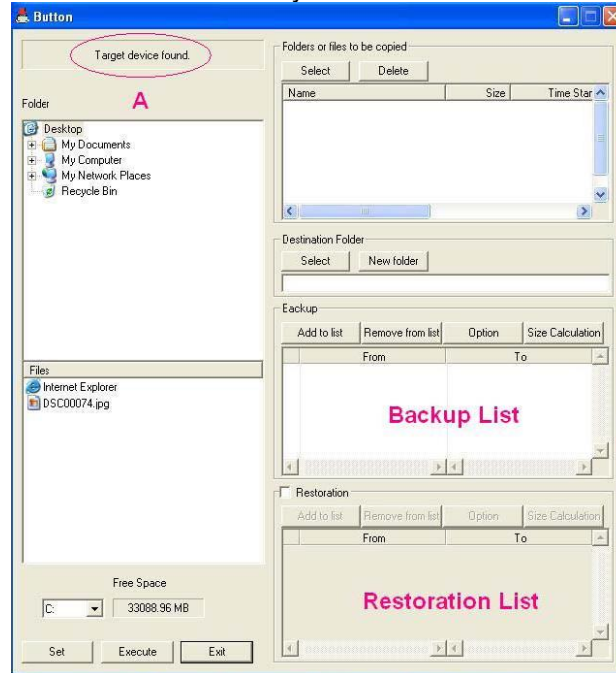 Button
Target device found.
A
Folder
Desktop
My Documents
My Computer
My Network Places
Recycle Bin
Files
Internet Explorer
DSC00074.jpg
Free Space
C:
33088.96 MB
Set
Execute
Exit
Folders or files to be copied
Select
Delete
Name
Size
Time Star
Destination Folder
Select
New folder
Eackup
Add to list
Remove from list
Option
Size Calculation
From
To
Backup List
Restoration
Add to list
Remove from list
Option
Size Calculation
From
To
Restoration List